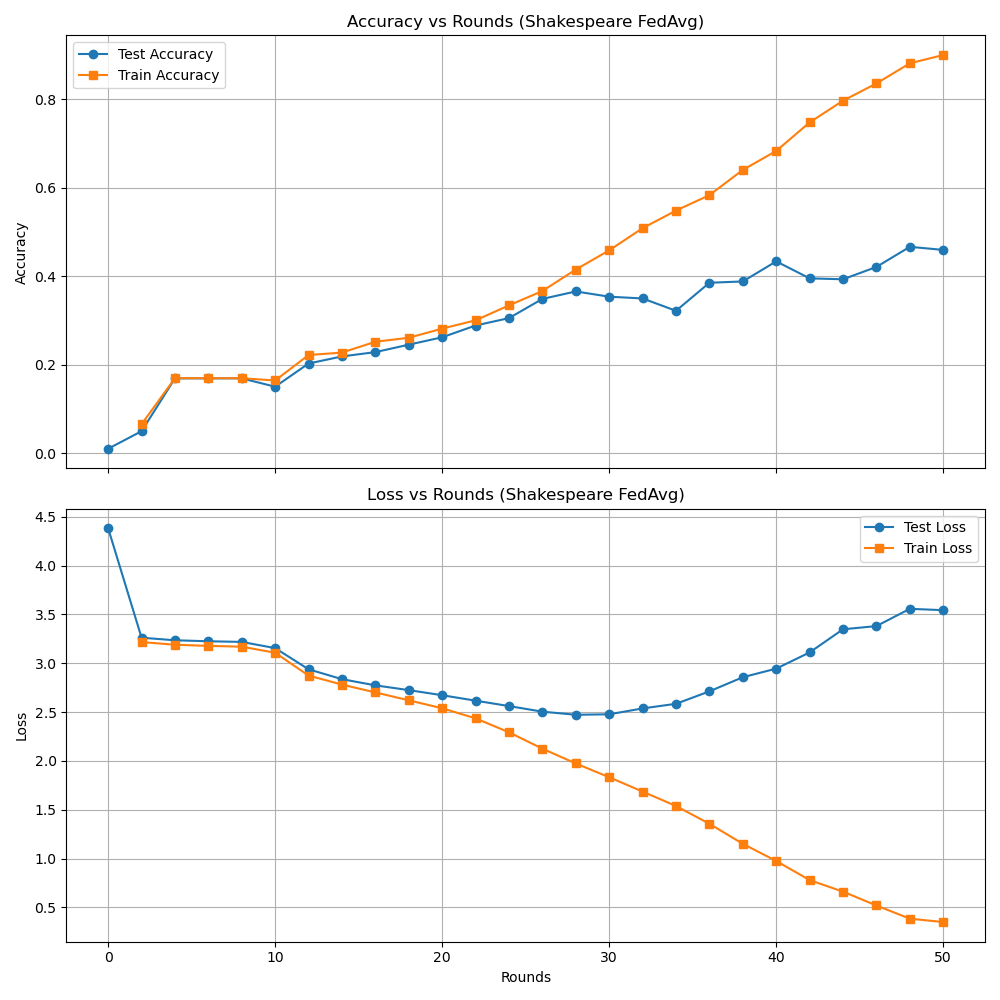 Accuracy vs Rounds (Shakespeare FedAvg)
Test Accuracy
Train Accuracy
0.8
0.6
0.4
0.2
0.0
Accuracy
Loss vs Rounds (Shakespeare FedAvg)
Test Loss
Train Loss
4.5
4.0
3.5
3.0
2.5
2.0
1.5
1.0
0.5
Loss
0 10 20 30 40 50
Rounds